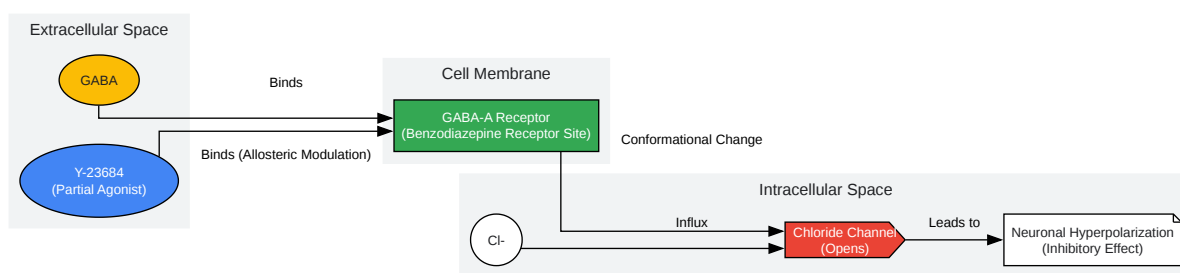 Extracellular Space
GABA
Binds
Y-23684
(Partial Agonist)
Binds (Allosteric Modulation)
Cell Membrane
GABA-A Receptor
(Benzodiazepine Receptor Site)
Conformational Change
Intracellular Space
Cl-
Influx
Chloride Channel
(Opens)
Leads to
Neuronal Hyperpolarization
(Inhibitory Effect)